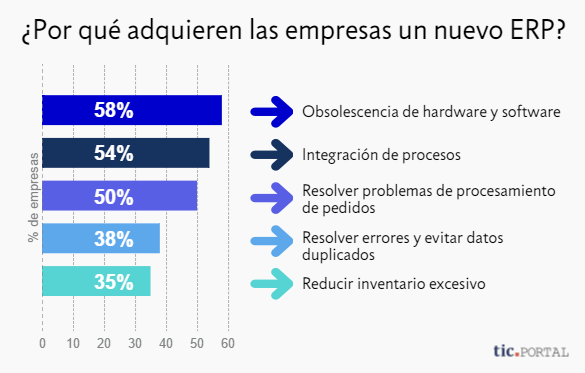 ¿Por qué adquieren las empresas un nuevo ERP?
% de empresas
58%
Obsolescencia de hardware y software
54%
Integración de procesos
50%
Resolver problemas de procesamiento
de pedidos
38%
Resolver errores y evitar datos
duplicados
35%
Reducir inventario excesivo
0 10 20 30 40 50 60
tic.PORTAL